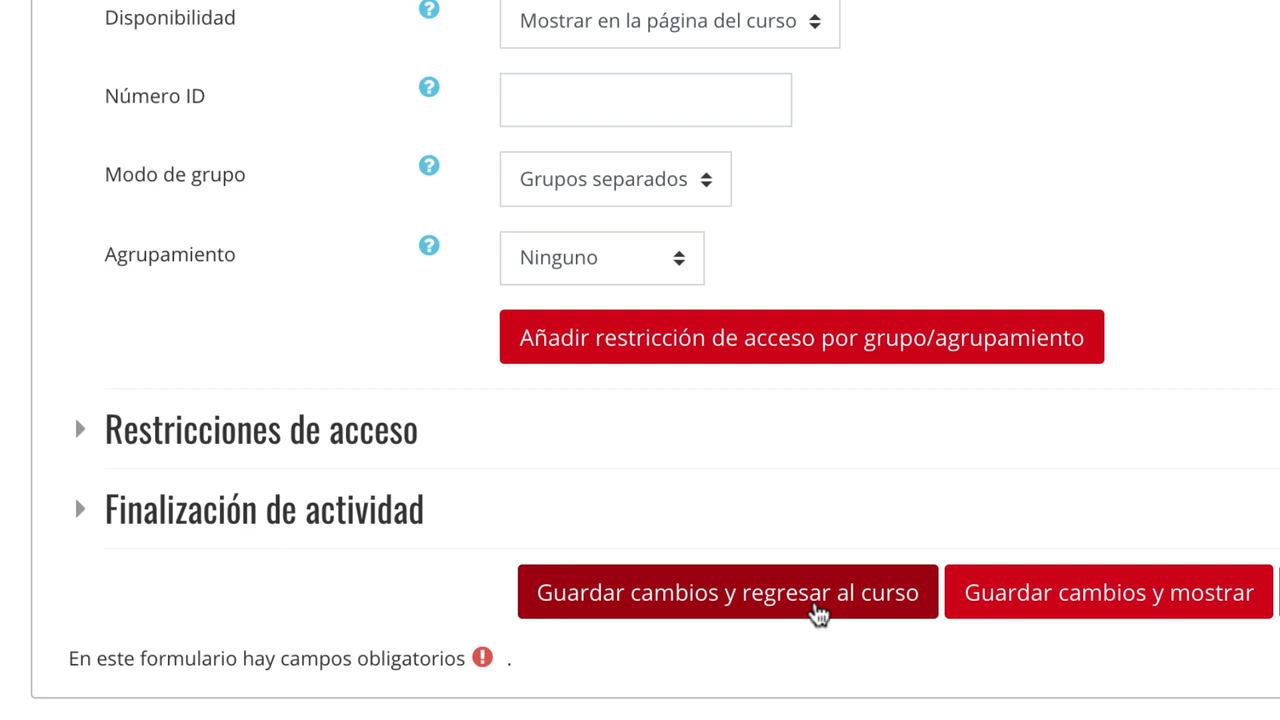 Disponibilidad
Mostrar en la página del curso
Número ID
Modo de grupo
Grupos separados
Agrupamiento
Ninguno
Añadir restricción de acceso por grupo/agrupamiento
Restricciones de acceso
Finalización de actividad
Guardar cambios y regresar al curso
Guardar cambios y mostrar
En este formulario hay campos obligatorios .